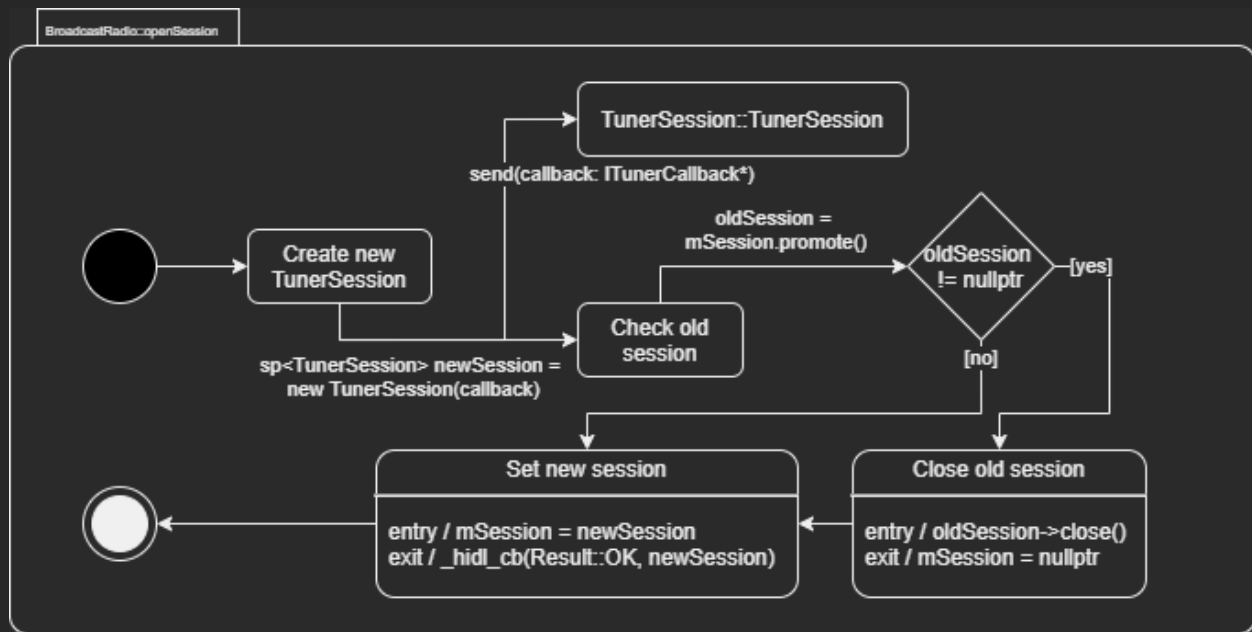 BroadcastRadio::openSession
TunerSession::TunerSession
send(callback: ITunerCallback*)
Create new
TunerSession
sp<TunerSession> newSession =
new TunerSession(callback)
Check old
session
oldSession =
mSession.promote()
oldSession
!= nullptr
[yes]
[no]
Set new session
entry / mSession = newSession
exit / _hidl_cb(Result::OK, newSession)
Close old session
entry / oldSession->close()
exit / mSession = nullptr